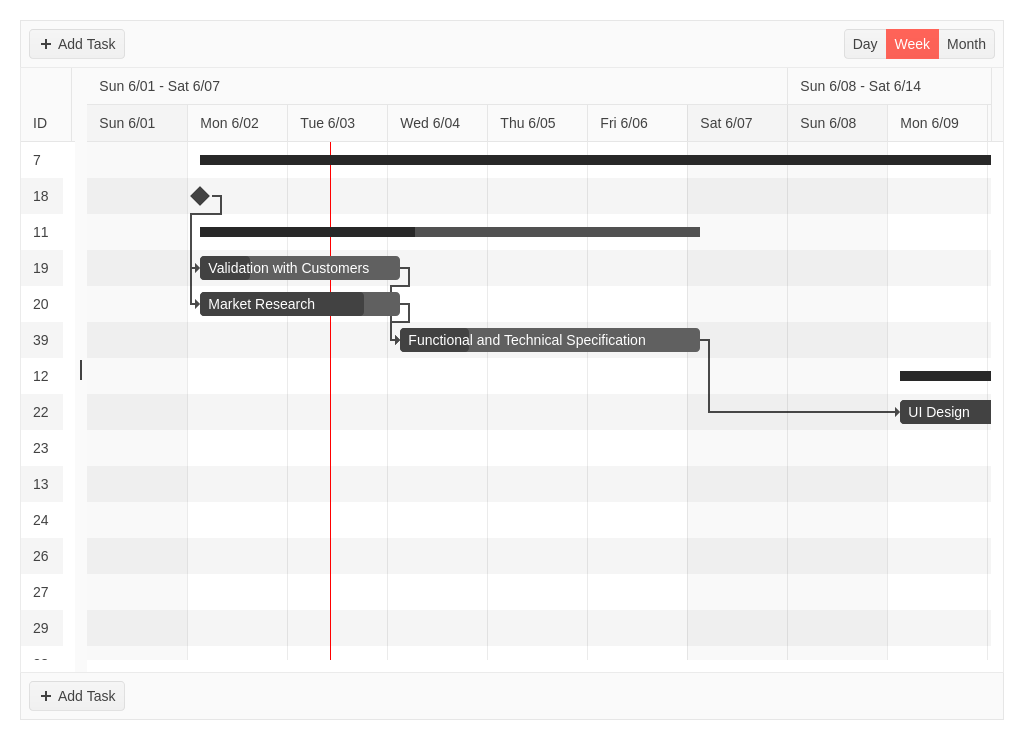 Add Task
Day Week Month
Sun 6/01 - Sat 6/07 Sun 6/08 - Sat 6/14
ID Sun 6/01 Mon 6/02 Tue 6/03 Wed 6/04 Thu 6/05 Fri 6/06 Sat 6/07 Sun 6/08 Mon 6/09
7
18
11
19 Validation with Customers
20 Market Research
39 Functional and Technical Specification
12
22 UI Design
23
13
24
26
27
29
Add Task